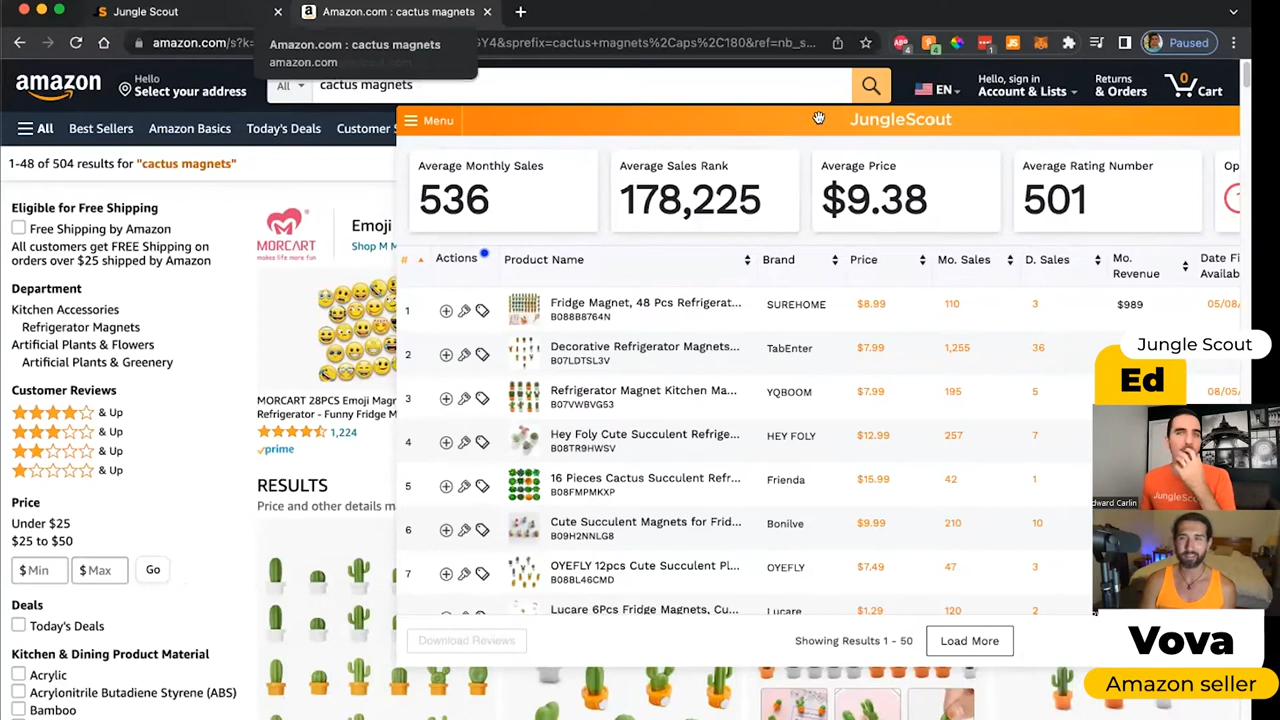 Jungle Scout
Amazon.com : cactus magnets
Amazon.com : cactus magnets
amazon.com
amazon.com/s?k=
GY4&sprefix=cactus+magnets%2Caps%2C180&ref=nb_s...
Paused
amazon
Hello
Select your address
All
cactus magnets
EN
Hello, sign in
Account & Lists
Returns
& Orders
0
Cart
All
Best Sellers
Amazon Basics
Today's Deals
Customer S
Menu
JungleScout
1-48 of 504 results for "cactus magnets"
Average Monthly Sales
536
Average Sales Rank
178,225
Average Price
$9.38
Average Rating Number
501
Op
#
Actions
Product Name
Brand
Price
Mo. Sales
D. Sales
Mo.
Revenue
Date Fi
Availab
1
Fridge Magnet, 48 Pcs Refrigerat...
B088B8764N
SUREHOME
$8.99
110
3
$989
05/08/
2
Decorative Refrigerator Magnets...
B07LDTSL3V
TabEnter
$7.99
1,255
36
3
Refrigerator Magnet Kitchen Ma...
B07VWBVG53
YQBOOM
$7.99
195
5
08/05/
4
Hey Foly Cute Succulent Refrige...
B08TR9HWSV
HEY FOLY
$12.99
257
7
5
16 Pieces Cactus Succulent Refr...
B08FMPMKXP
Frienda
$15.99
42
1
6
Cute Succulent Magnets for Frid...
B09H2NNLG8
Bonilve
$9.99
210
10
7
OYEFLY 12pcs Cute Succulent Pl...
B08BL46CMD
OYEFLY
$7.49
47
3
Lucare 6Pcs Fridge Magnets, Cu...
Lucare
$1.29
120
2
Download Reviews
Showing Results 1 - 50
Load More
Eligible for Free Shipping
Free Shipping by Amazon
All customers get FREE Shipping on
orders over $25 shipped by Amazon
Department
Kitchen Accessories
Refrigerator Magnets
Artificial Plants & Flowers
Artificial Plants & Greenery
Customer Reviews
& Up
& Up
& Up
& Up
Price
Under $25
$25 to $50
$ Min
$ Max
Go
Deals
Today's Deals
Kitchen & Dining Product Material
Acrylic
Acrylonitrile Butadiene Styrene (ABS)
Bamboo
MORCART
makes life more fun
Emoji
Shop M
MORCART 28PCS Emoji Magn
Refrigerator - Funny Fridge M
1,224
prime
RESULTS
Price and other details m
Jungle Scout
Ed
JungleScout
Edward Carlin
Vova
Amazon seller